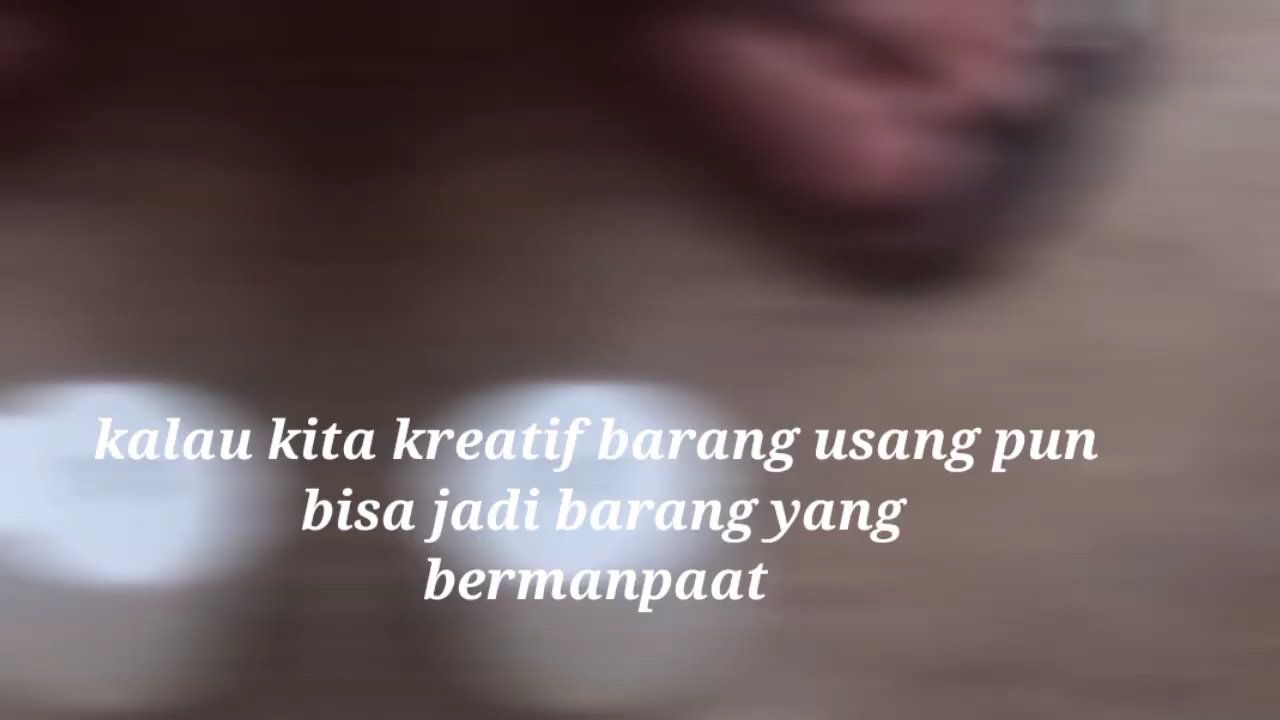 kalau kita kreatif barang usang pun
bisa jadi barang yang
bermanpaat